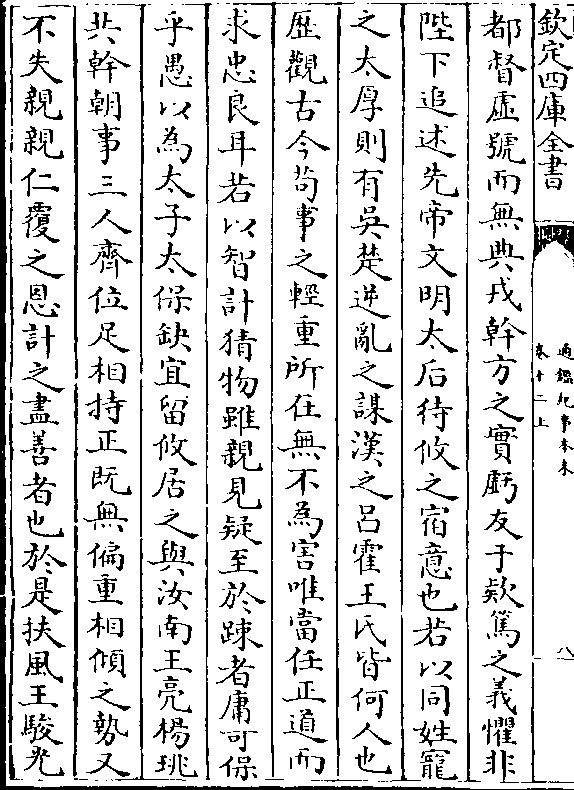 欽定四庫全書
通鑑紀事本末
卷十二上
八
都督虛號而無典戎幹方之實虧友于欵篤之義懼非
陛下追述先帝文明太后待攸之宿意也若以同姓寵
之太厚則有吳楚逆亂之謀漢之呂霍王氏皆何人也
歷觀古今苟事之輕重所在無不為害唯當任正道而
求忠良耳若以智計猜物雖親見疑至於疎者庸可保
乎愚以為太子太保缺宜留攸居之與汝南王亮楊珧
共幹朝事三人齊位足相持正既無偏重相傾之勢又
不失親親仁覆之恩計之盡善者也於是扶風王駿光